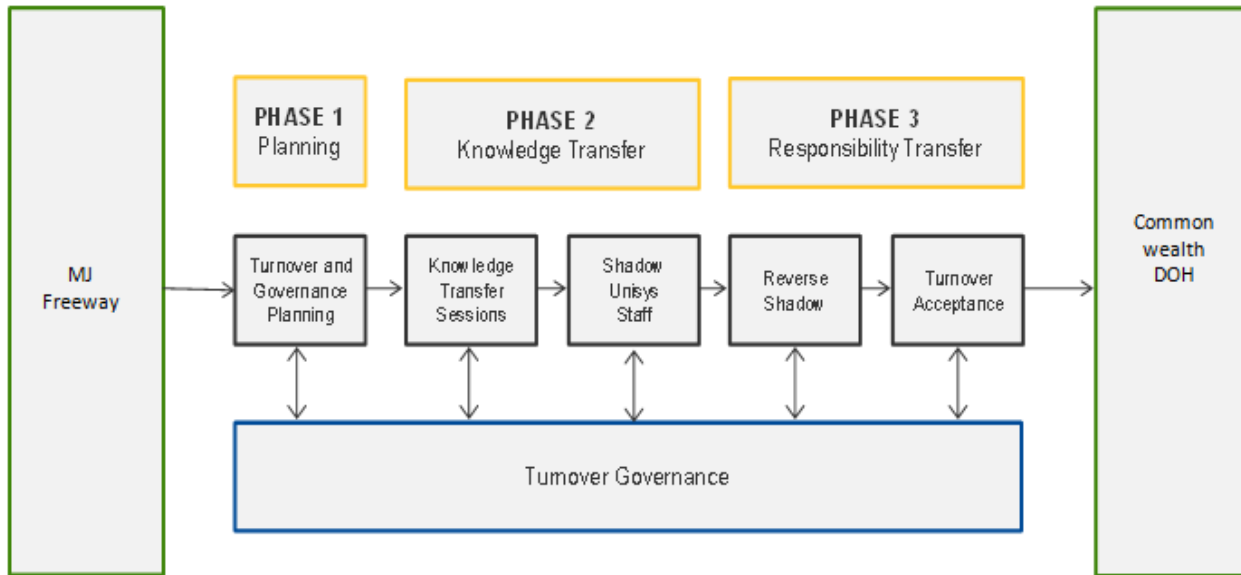 PHASE 1
Planning
PHASE 2
Knowledge Transfer
PHASE 3
Responsibility Transfer
MJ
Freeway
Turnover and
Governance
Planning
Knowledge
Transfer
Sessions
Shadow
Unisys
Staff
Reverse
Shadow
Turnover
Acceptance
Common
wealth
DOH
Turnover Governance